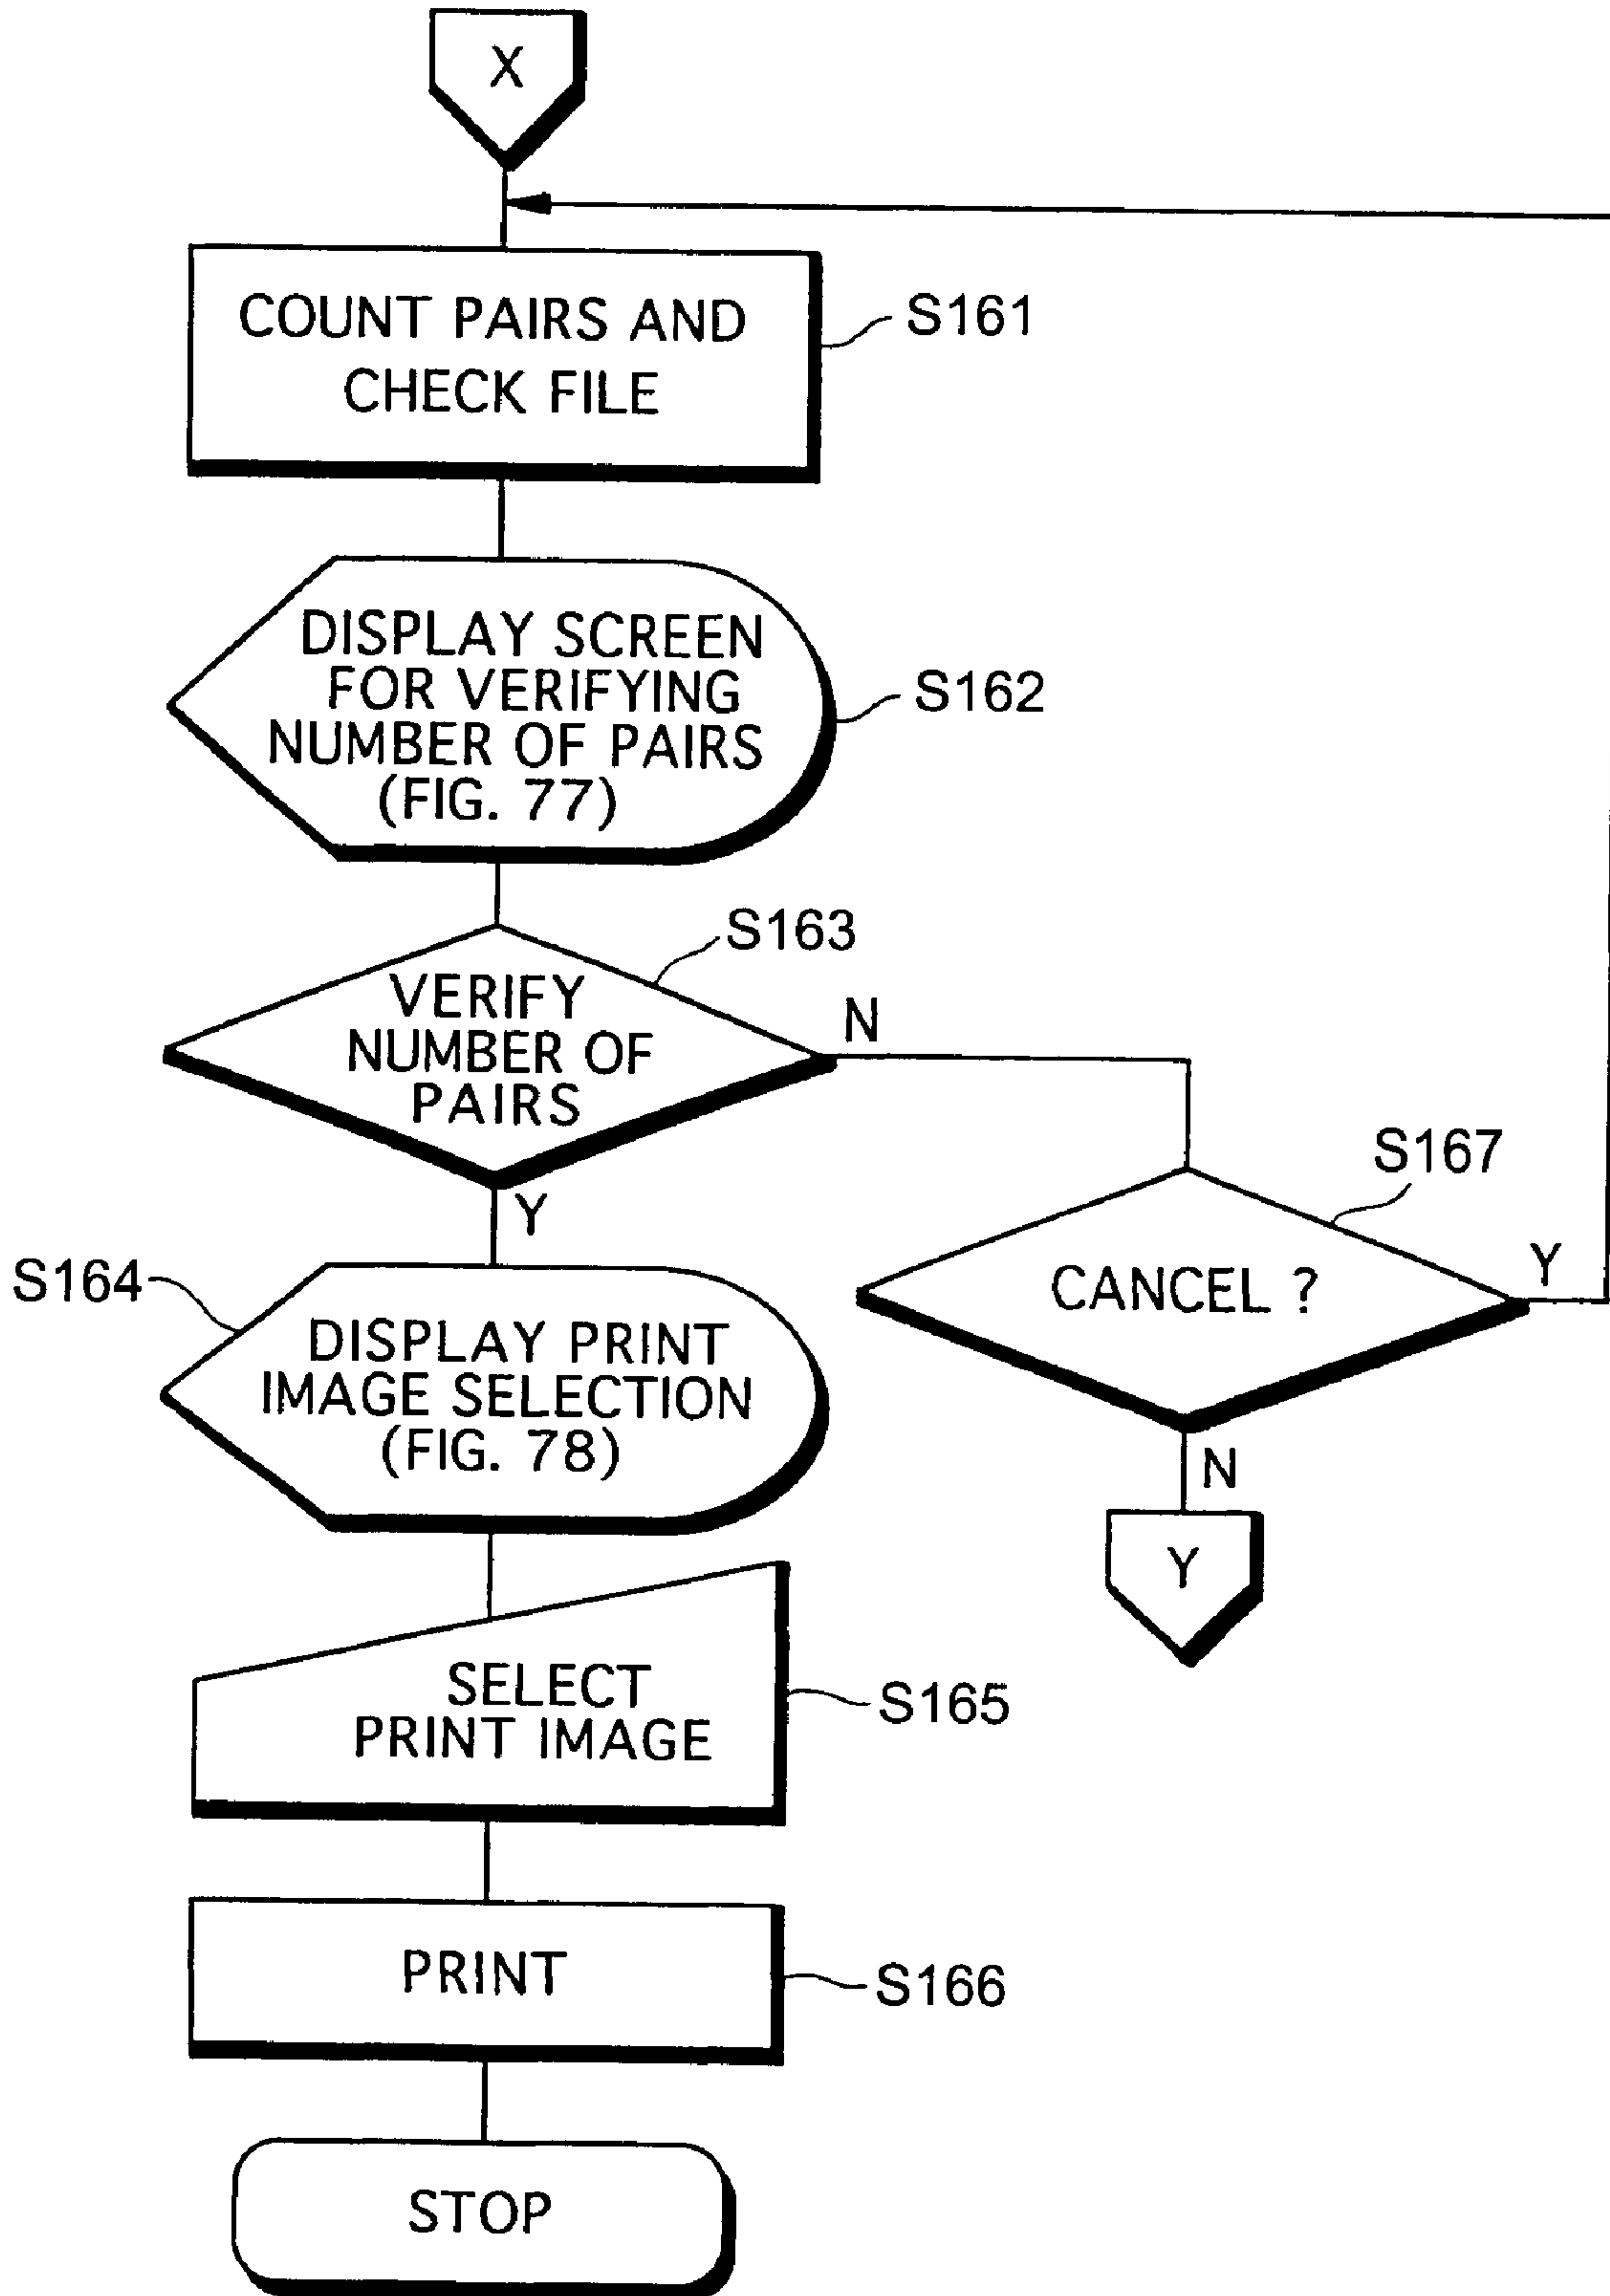 X
COUNT PAIRS AND
CHECK FILE
S161
DISPLAY SCREEN
FOR VERIFYING
NUMBER OF PAIRS
(FIG. 77)
S162
S163
VERIFY
NUMBER OF
PAIRS
N
Y
S167
CANCEL ?
Y
N
Y
S164
DISPLAY PRINT
IMAGE SELECTION
(FIG. 78)
SELECT
PRINT IMAGE
S165
PRINT
S166
STOP